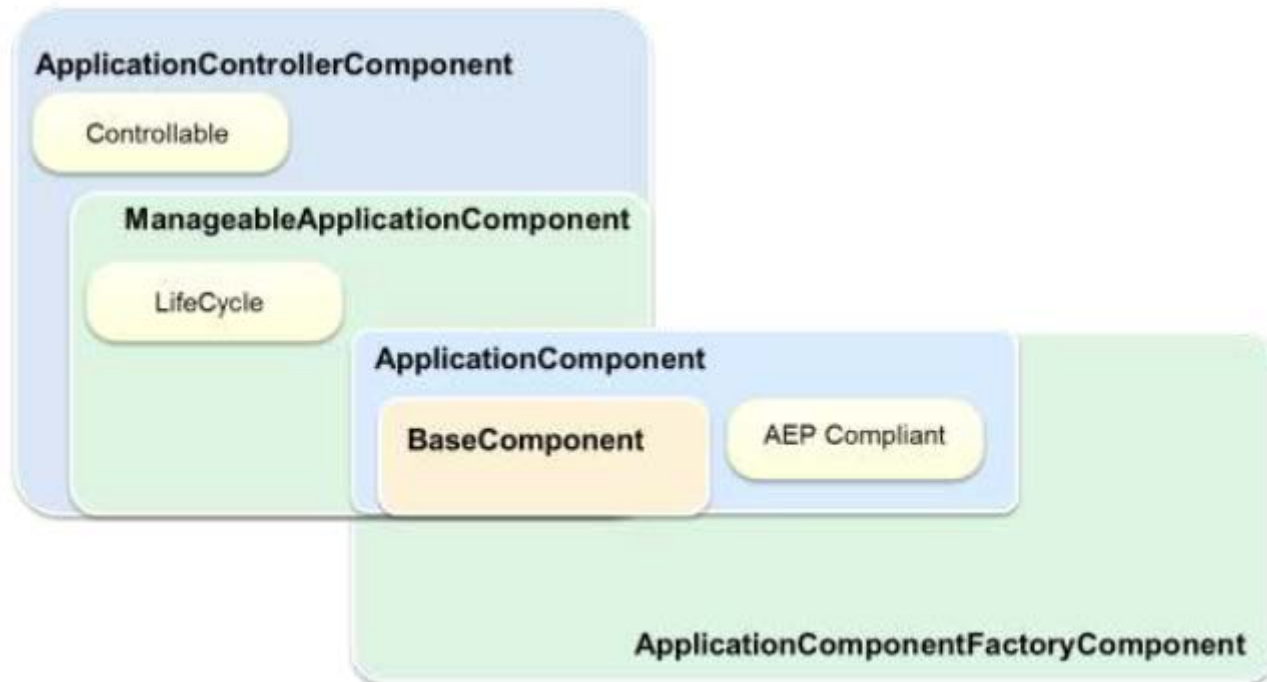 ApplicationControllerComponent
Controllable
ManageableApplicationComponent
LifeCycle
ApplicationComponent
BaseComponent
AEP Compliant
ApplicationComponentFactoryComponent